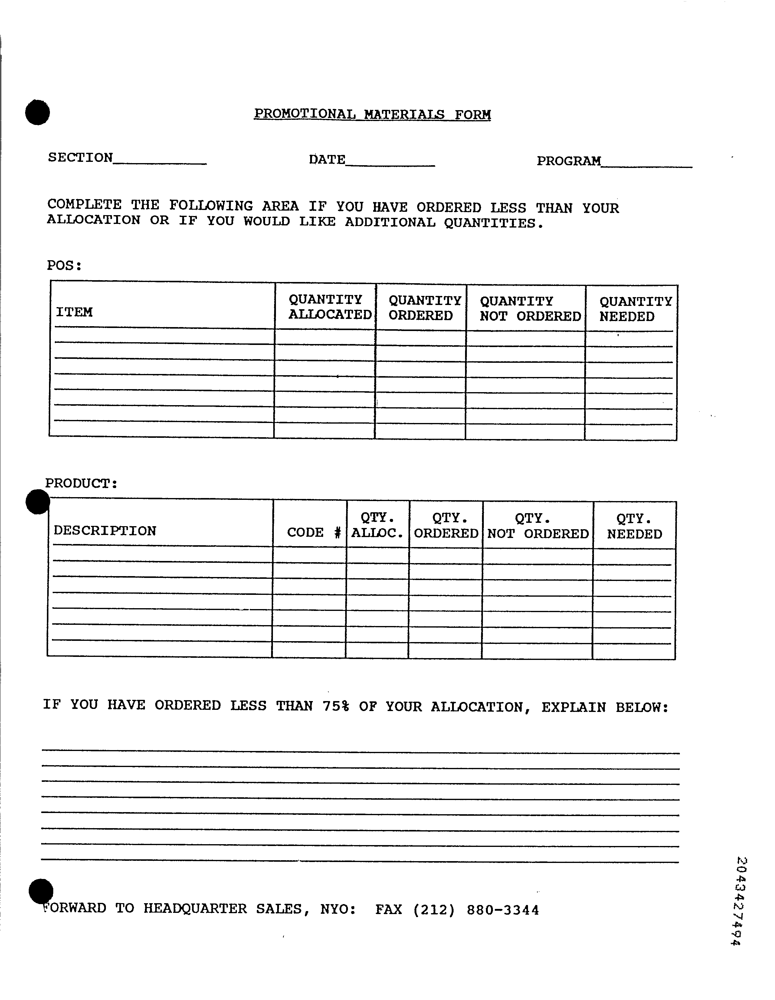 PROMOTIONAL MATERIALS FORM
SECTION____________ DATE____________ PROGRAM____________
COMPLETE THE FOLLOWING AREA IF YOU HAVE ORDERED LESS THAN YOUR
ALLOCATION OR IF YOU WOULD LIKE ADDITIONAL QUANTITIES.
POS:
ITEM QUANTITY ALLOCATED QUANTITY ORDERED QUANTITY NOT ORDERED QUANTITY NEEDED
PRODUCT:
DESCRIPTION CODE # QTY. ALLOC. QTY. ORDERED QTY. NOT ORDERED QTY. NEEDED
IF YOU HAVE ORDERED LESS THAN 75% OF YOUR ALLOCATION, EXPLAIN BELOW:
FORWARD TO HEADQUARTER SALES, NYO: FAX (212) 880-3344
2043427494